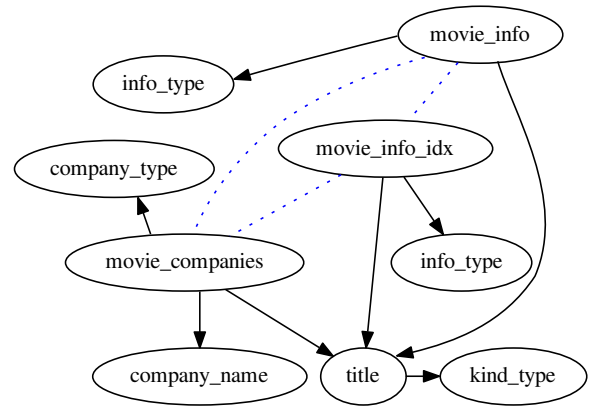 movie_info
info_type
movie_info_idx
company_type
movie_companies
info_type
company_name
title
kind_type